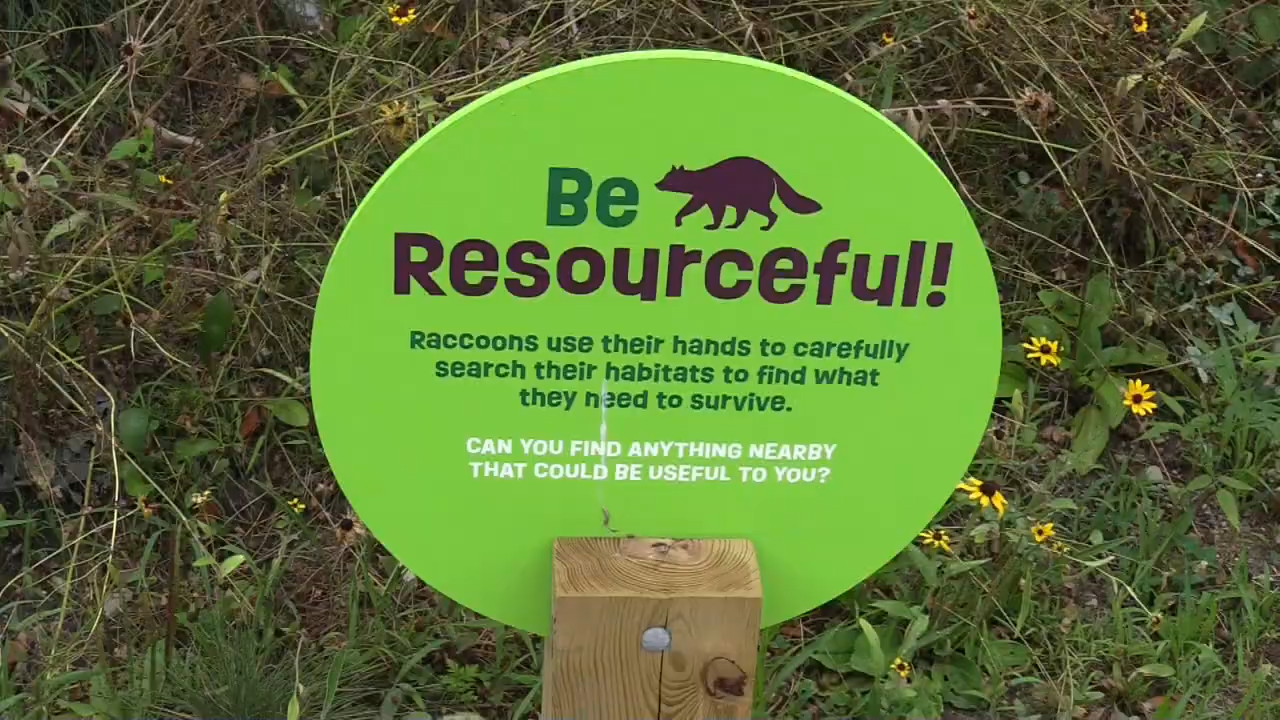 Be
Resourceful!
Raccoons use their hands to carefully
search their habitats to find what
they need to survive.
CAN YOU FIND ANYTHING NEARBY
THAT COULD BE USEFUL TO YOU?